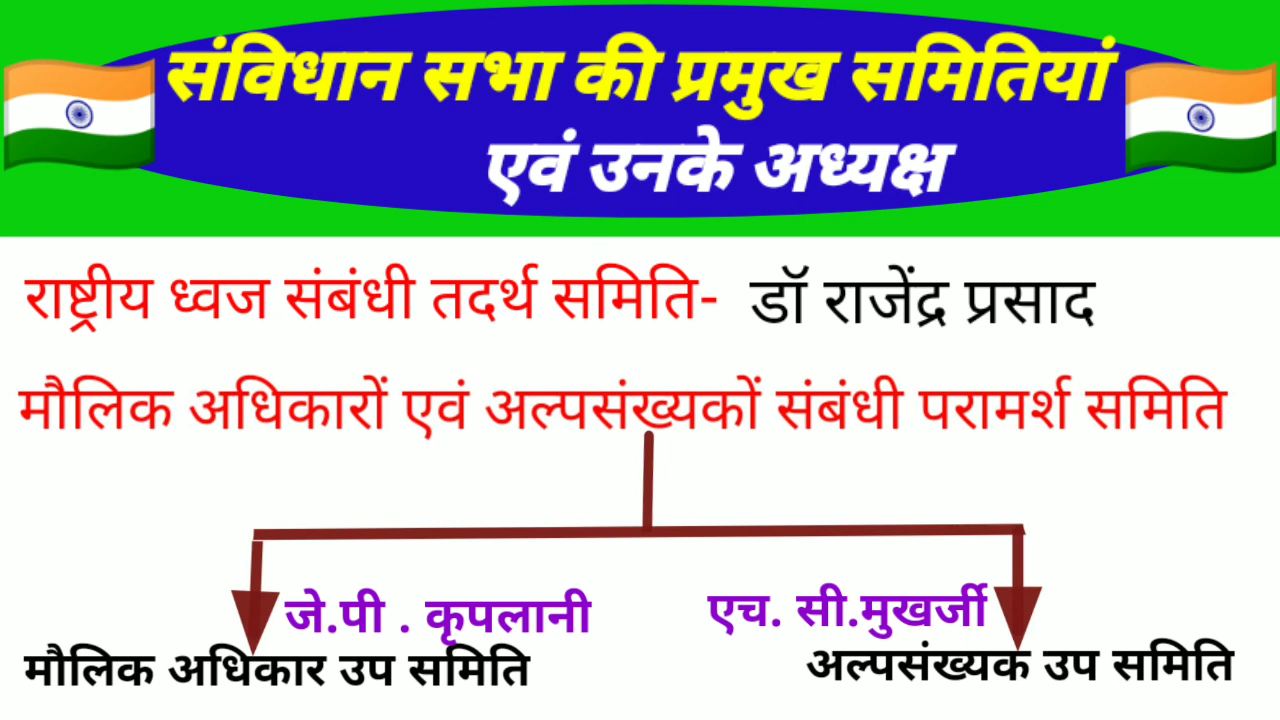 संविधान सभा की प्रमुख समितियां
एवं उनके अध्यक्ष
राष्ट्रीय ध्वज संबंधी तदर्थ समिति- डॉ राजेंद्र प्रसाद
मौलिक अधिकारों एवं अल्पसंख्यकों संबंधी परामर्श समिति
जे.पी . कृपलानी
एच. सी.मुखर्जी
मौलिक अधिकार उप समिति
अल्पसंख्यक उप समिति